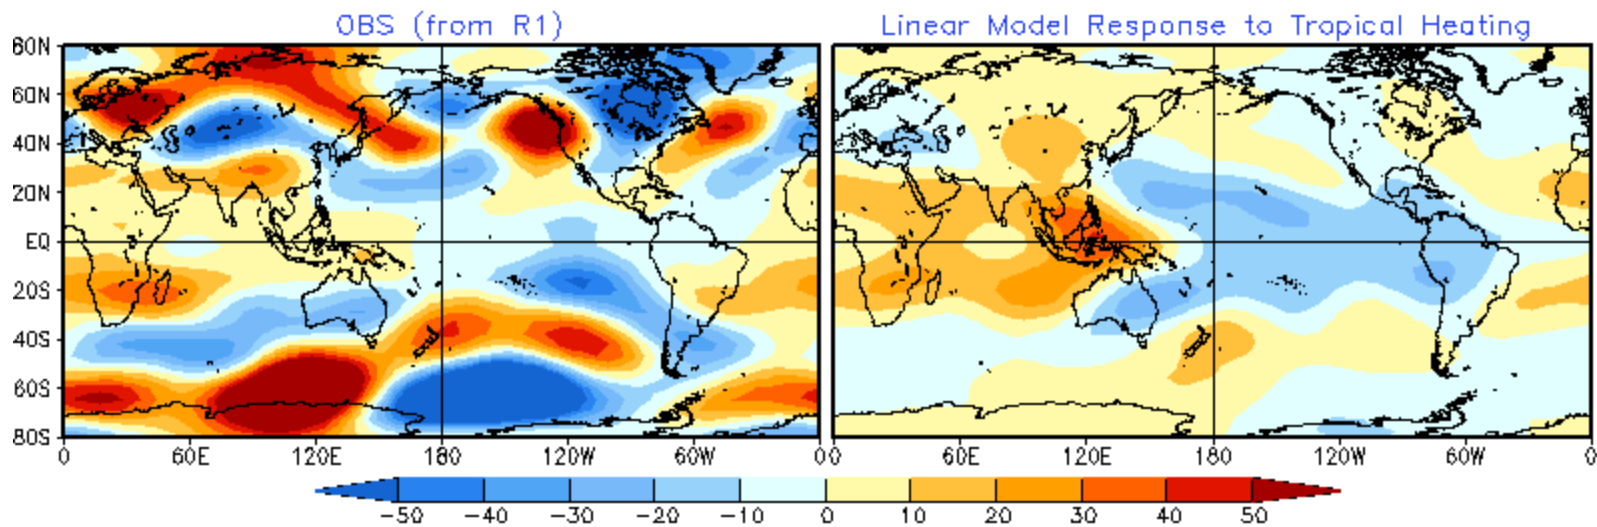 OBS (from R1)
Linear Model Response to Tropical Heating
80N
60N
40N
20N
EQ
20S
40S
60S
80S
0 60E 120E 180 120W 60W 0
0 60E 120E 180 120W 60W 0
-50 -40 -30 -20 -10 0 10 20 30 40 50